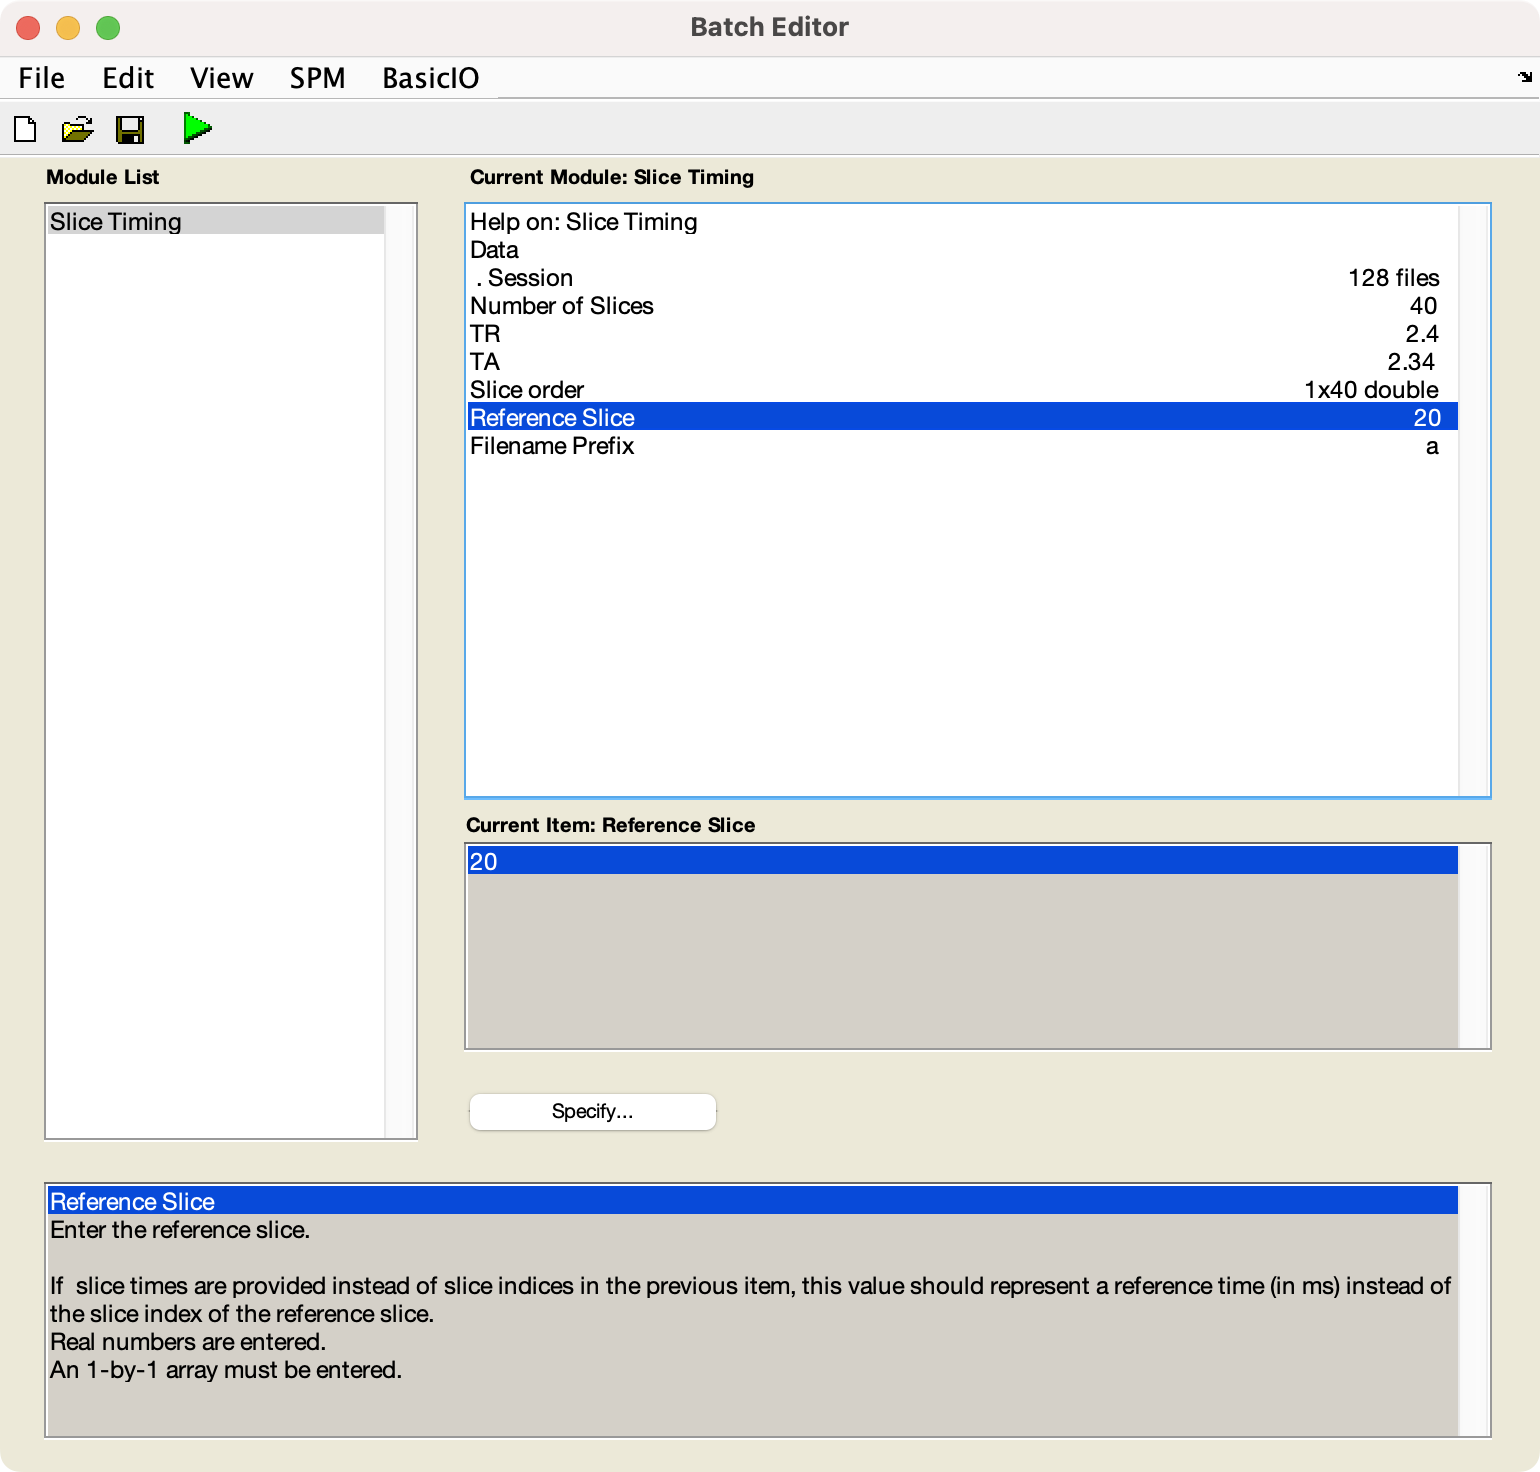 Batch Editor
File Edit View SPM BasicIO
Module List
Slice Timing
Current Module: Slice Timing
Help on: Slice Timing
Data
. Session 128 files
Number of Slices 40
TR 2.4
TA 2.34
Slice order 1x40 double
Reference Slice 20
Filename Prefix a
Current Item: Reference Slice
20
Specify...
Reference Slice
Enter the reference slice.
If  slice times are provided instead of slice indices in the previous item, this value should represent a reference time (in ms) instead of
the slice index of the reference slice.
Real numbers are entered.
An 1-by-1 array must be entered.